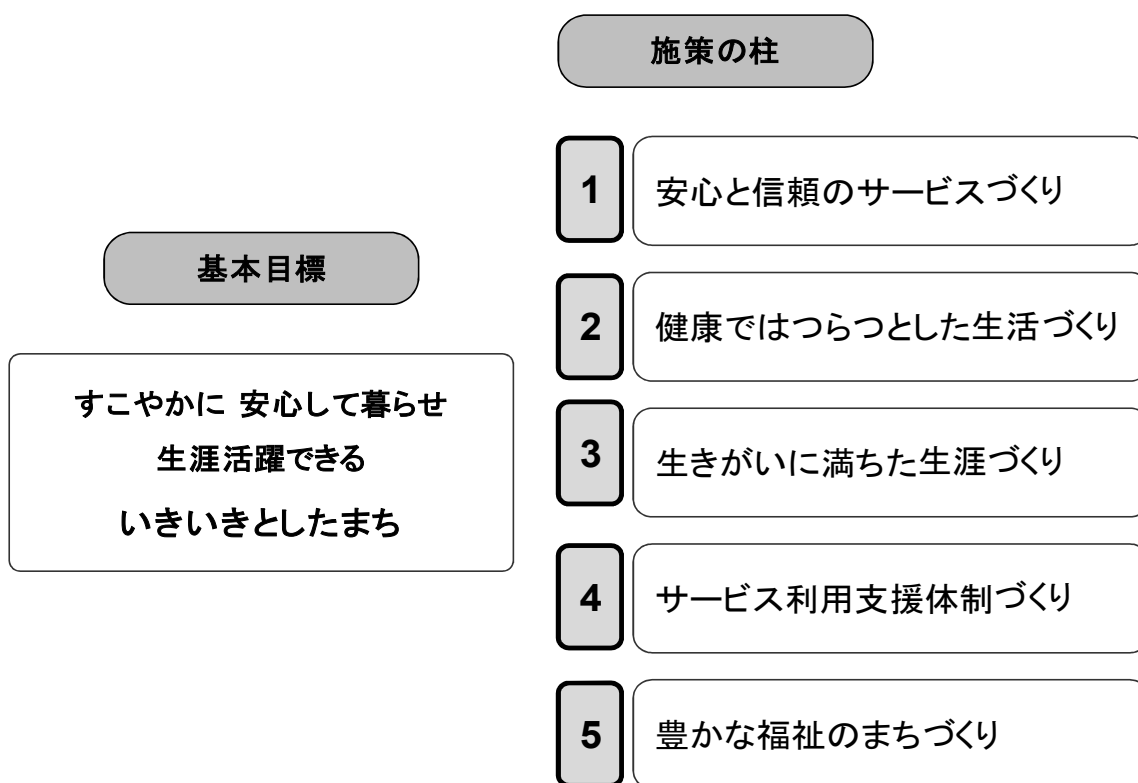 基本目標
すこやかに 安心して暮らせ
生涯活躍できる
いきいきとしたまち
施策の柱
1 安心と信頼のサービスづくり
2 健康ではつらつとした生活づくり
3 生きがいに満ちた生涯づくり
4 サービス利用支援体制づくり
5 豊かな福祉のまちづくり